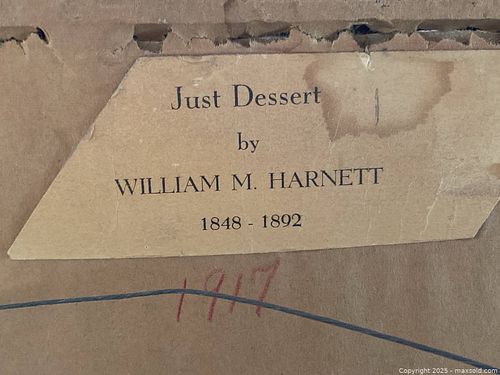 Just Dessert
by
WILLIAM M. HARNETT
1848 - 1892
1917
Copyright 2025 - maxsold.com